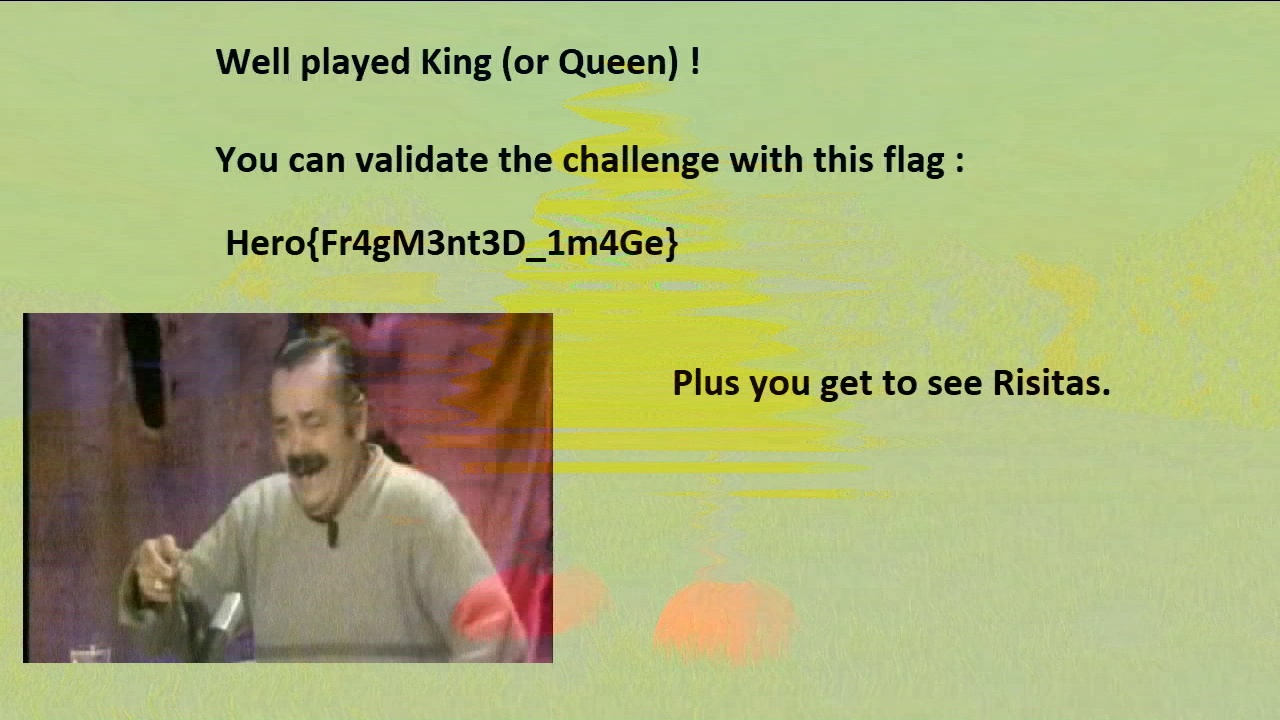 Well played King (or Queen) !
You can validate the challenge with this flag :
Hero{Fr4gM3nt3D_1m4Ge}
Plus you get to see Risitas.